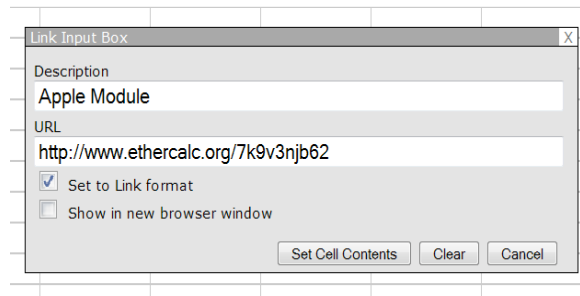 Link Input Box X
Description
Apple Module
URL
http://www.ethercalc.org/7k9v3njb62
Set to Link format
Show in new browser window
Set Cell Contents Clear Cancel